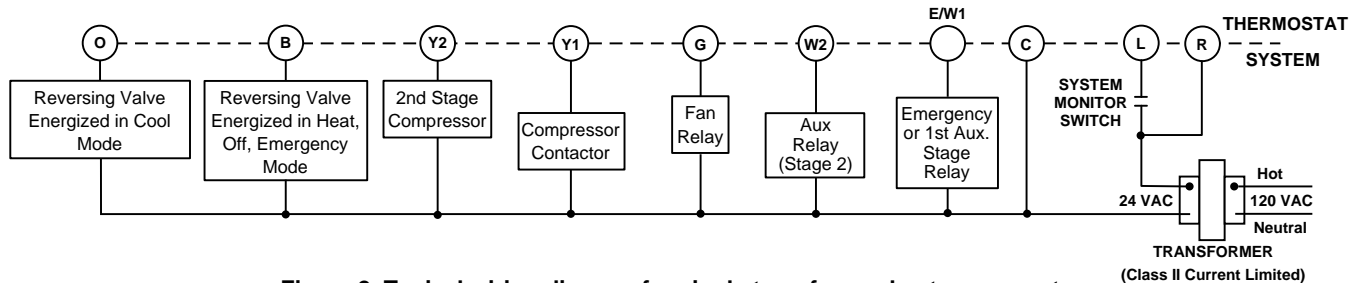 E/W1
O
B
Y2
Y1
G
W2
C
L
R
THERMOSTAT
SYSTEM
Reversing Valve
Energized in Cool
Mode
Reversing Valve
Energized in Heat,
Off, Emergency
Mode
2nd Stage
Compressor
Compressor
Contactor
Fan
Relay
Aux
Relay
(Stage 2)
Emergency
or 1st Aux.
Stage
Relay
SYSTEM
MONITOR
SWITCH
24 VAC
Hot
120 VAC
Neutral
TRANSFORMER
(Class II Current Limited)